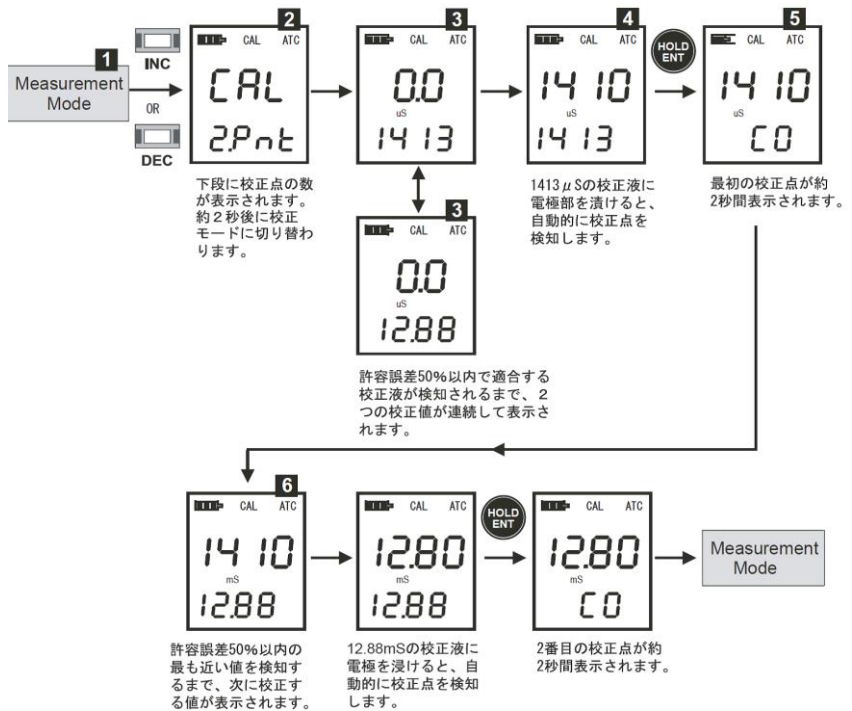 1
Measurement
Mode
INC
OR
DEC
2
CAL ATC
CAL
2.Pnt
下段に校正点の数
が表示されます。
約２秒後に校正
モードに切り替わ
ります。
3
CAL ATC
0.0
uS
1413
3
CAL ATC
0.0
uS
12.88
許容誤差50%以内で適合する
校正液が検知されるまで、２
つの校正値が連続して表示さ
れます。
4
CAL ATC
1410
uS
1413
1413μSの校正液に
電極部を漬けると、
自動的に校正点を
検知します。
HOLD
ENT
5
CAL ATC
1410
uS
CO
最初の校正点が約
2秒間表示されます。
6
CAL ATC
1410
mS
12.88
許容誤差50%以内の
最も近い値を検知す
るまで、次に校正す
る値が表示されます。
CAL ATC
12.80
mS
12.88
12.88mSの校正液に
電極を浸けると、自
動的に校正点を検知
します。
HOLD
ENT
CAL ATC
12.80
mS
CO
2番目の校正点が約
2秒間表示されます。
Measurement
Mode